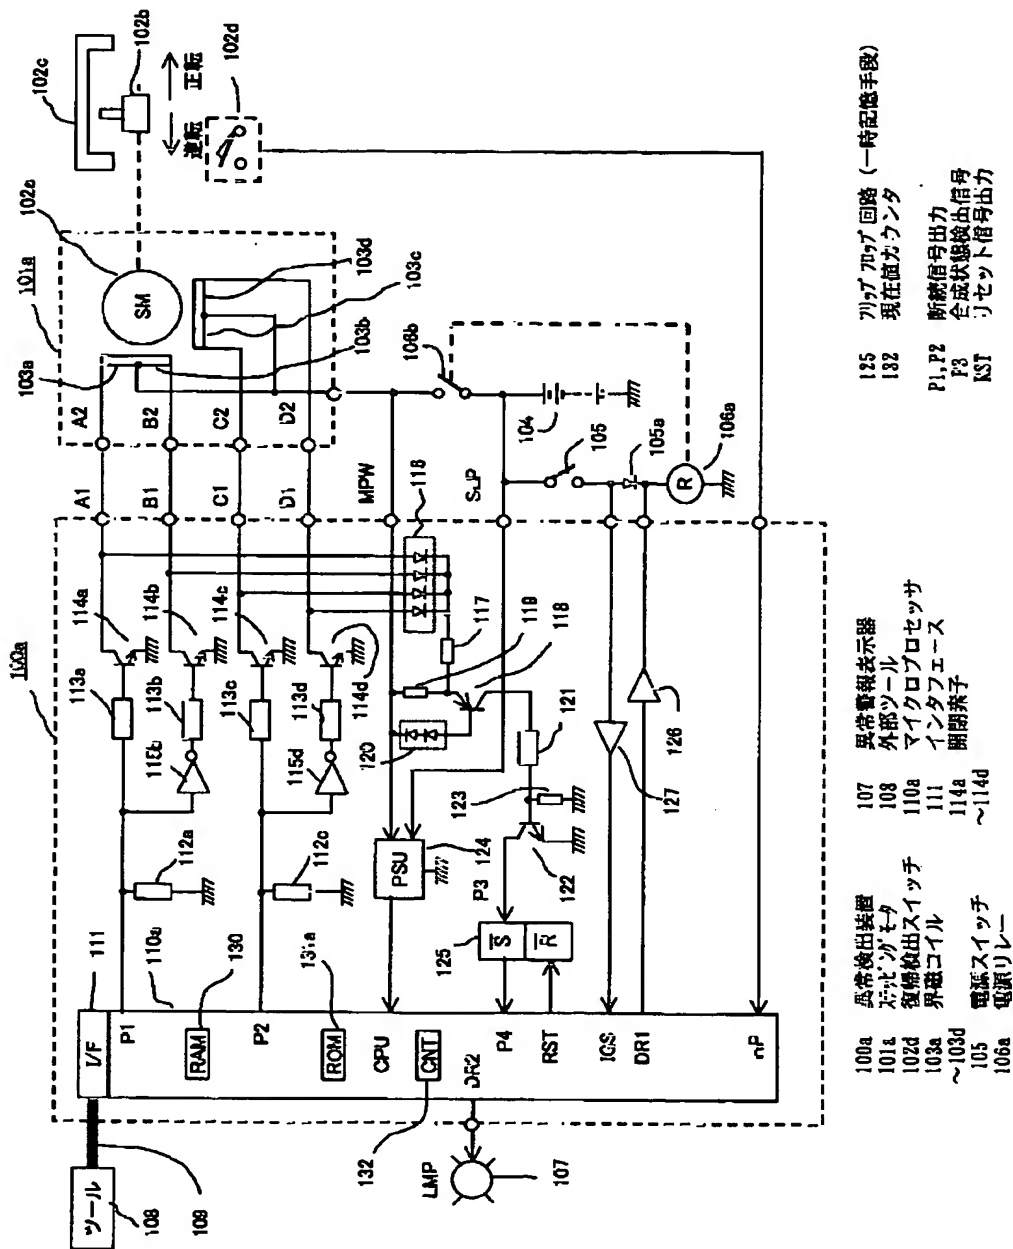 102c
102b
正転
逆転
102d
102a
101a
SM
103d
103c
103b
103a
A2
B2
C2
D2
106b
104
105
105a
R
106a
A1
B1
C1
D1
MPW
SLP
100a
114a
114b
114c
114d
113a
113b
113c
113d
115b
115d
118
117
119
118
120
121
123
122
127
126
112a
112c
PSU
124
P3
S
R
125
111
110a
130
131a
I/F
P1
RAM
P2
ROM
CPU
CNT
DR2
P4
RST
IGS
DR1
nP
132
LMP
107
ツール
108
109
100a 異常検出装置
101a ステッピングモータ
102d 復帰検出スイッチ
103a 界磁コイル
～103d
105 電源スイッチ
106a 電源リレー
107 異常警報表示器
108 外部ツール
110a マイクロプロセッサ
111 インタフェース
114a 開閉素子
～114d
125 フリップフロップ回路 (一時記憶手段)
132 現在値カウンタ
P1,P2 断続信号出力
P3 合成状態検出信号
RST リセット信号出力